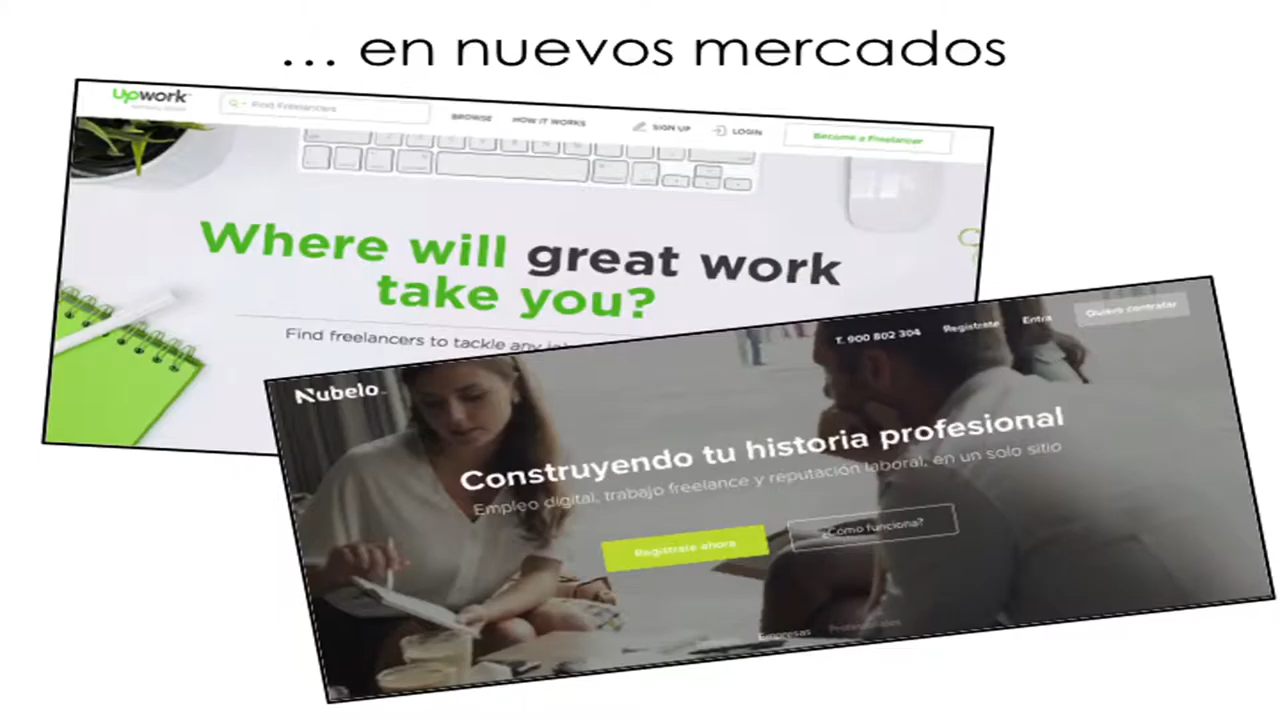 ... en nuevos mercados
Upwork
Find Freelancers
BROWSE
HOW IT WORKS
SIGN UP
LOGIN
Become a Freelancer
Where will great work
take you?
Find freelancers to tackle any
T. 900 802 304
Regístrate
Entra
Quiero contratar
Nubelo
Construyendo tu historia profesional
Empleo digital, trabajo freelance y reputación laboral, en un solo sitio
Regístrate ahora
¿Cómo funciona?
Empresas
Profesionales